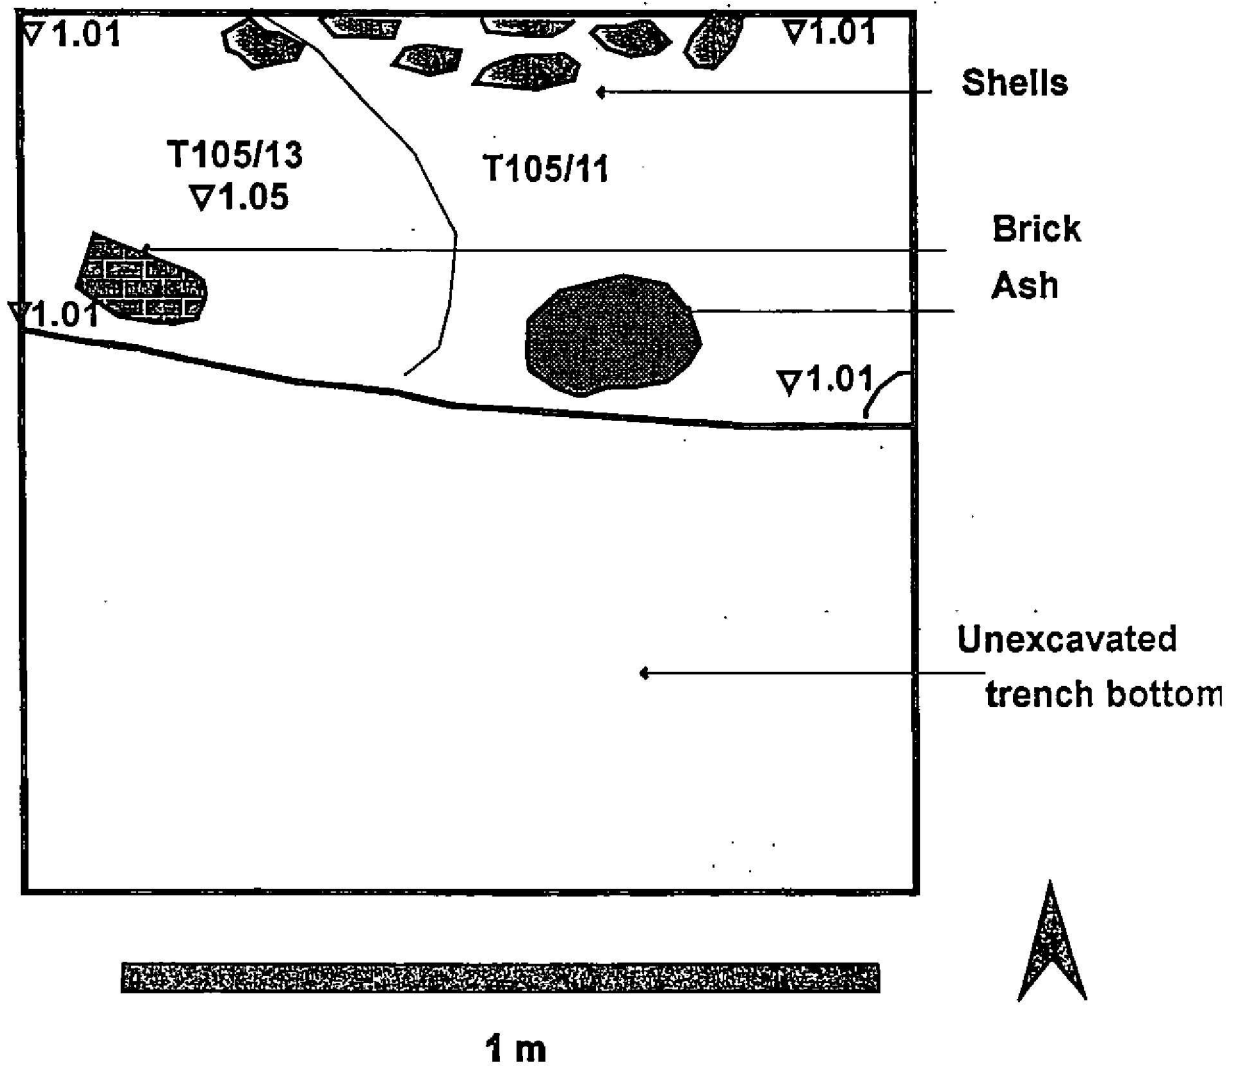 ▽1.01
▽1.01
Shells
T105/13
T105/11
▽1.05
Brick
Ash
▽1.01
▽1.01
Unexcavated
trench bottom
1 m